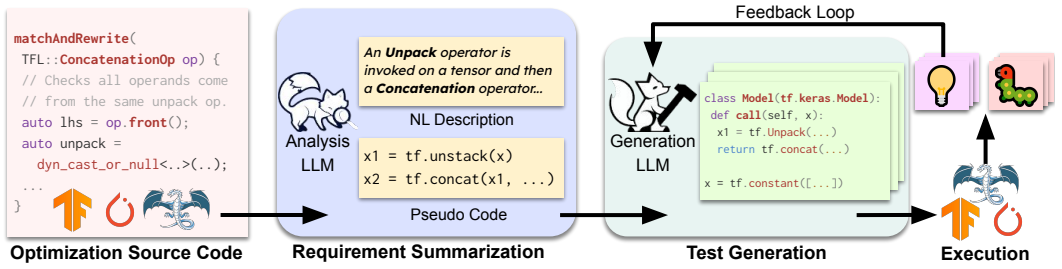 Feedback Loop
matchAndRewrite(
TFL::ConcatenationOp op) {
// Checks all operands come
// from the same unpack op.
auto lhs = op.front();
auto unpack =
dyn_cast_or_null<..>(..);
...
}
Optimization Source Code
An Unpack operator is
invoked on a tensor and then
a Concatenation operator...
NL Description
Analysis
LLM
x1 = tf.unstack(x)
x2 = tf.concat(x1, ...)
Pseudo Code
Requirement Summarization
Generation
LLM
class Model(tf.keras.Model):
def call(self, x):
x1 = tf.Unpack(...)
return tf.concat(...)
x = tf.constant([...])
Test Generation
Execution